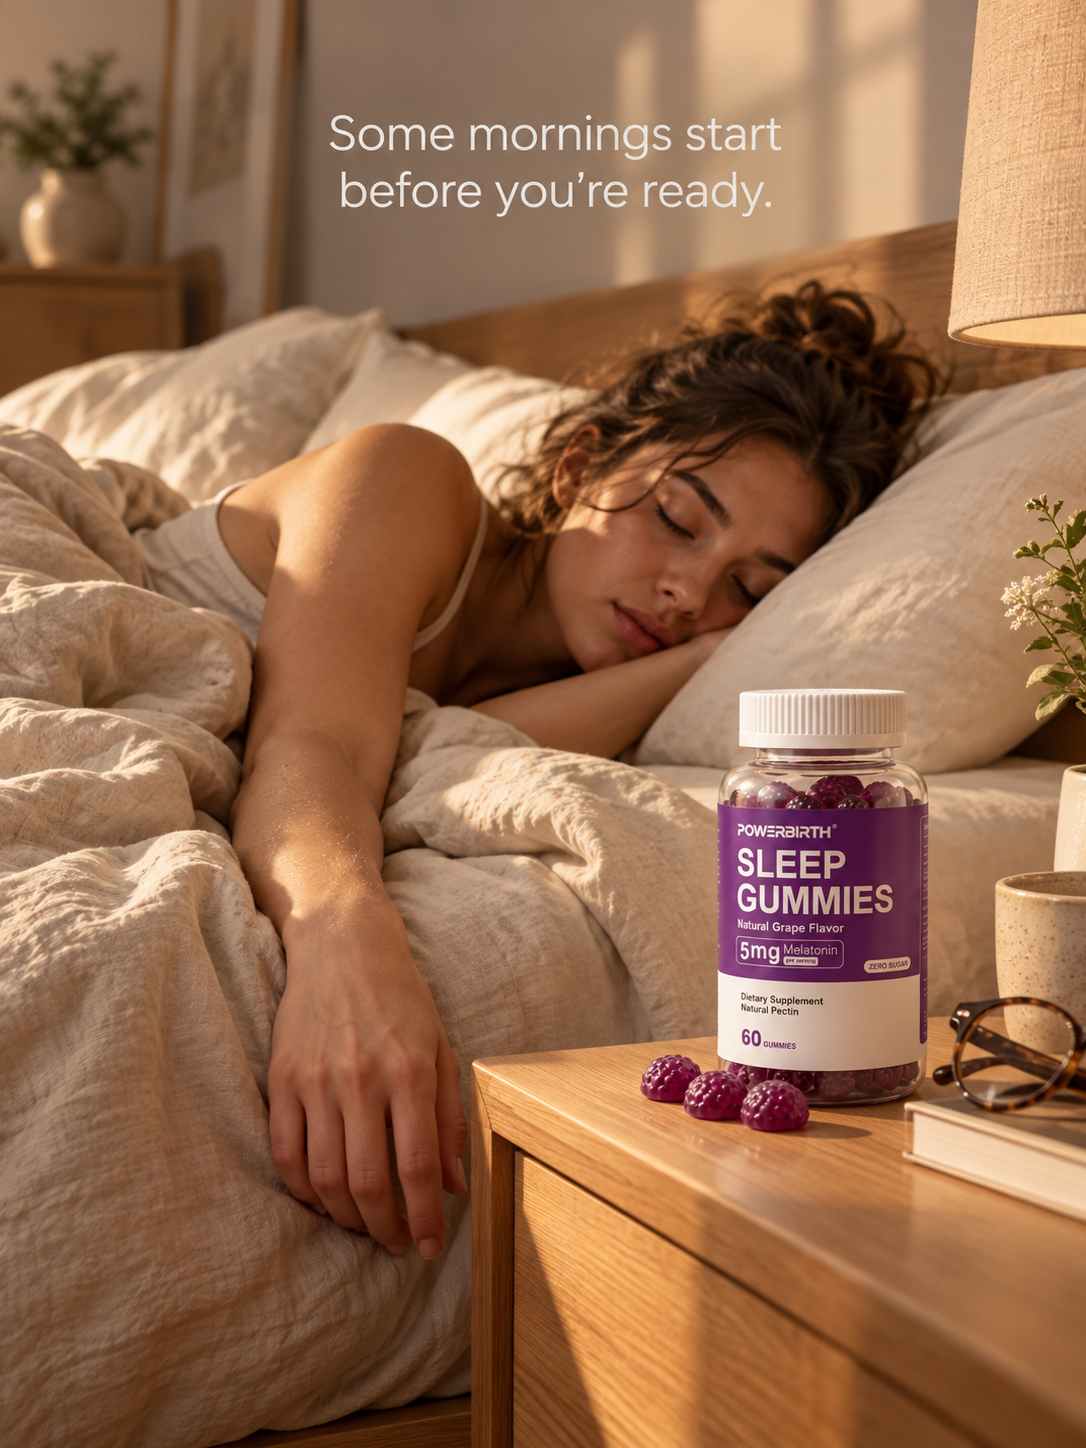 Some mornings start
before you're ready.
POWERBIRTH®
SLEEP
GUMMIES
Natural Grape Flavor
5mg Melatonin
per serving
ZERO SUGAR
Dietary Supplement
Natural Pectin
60 GUMMIES